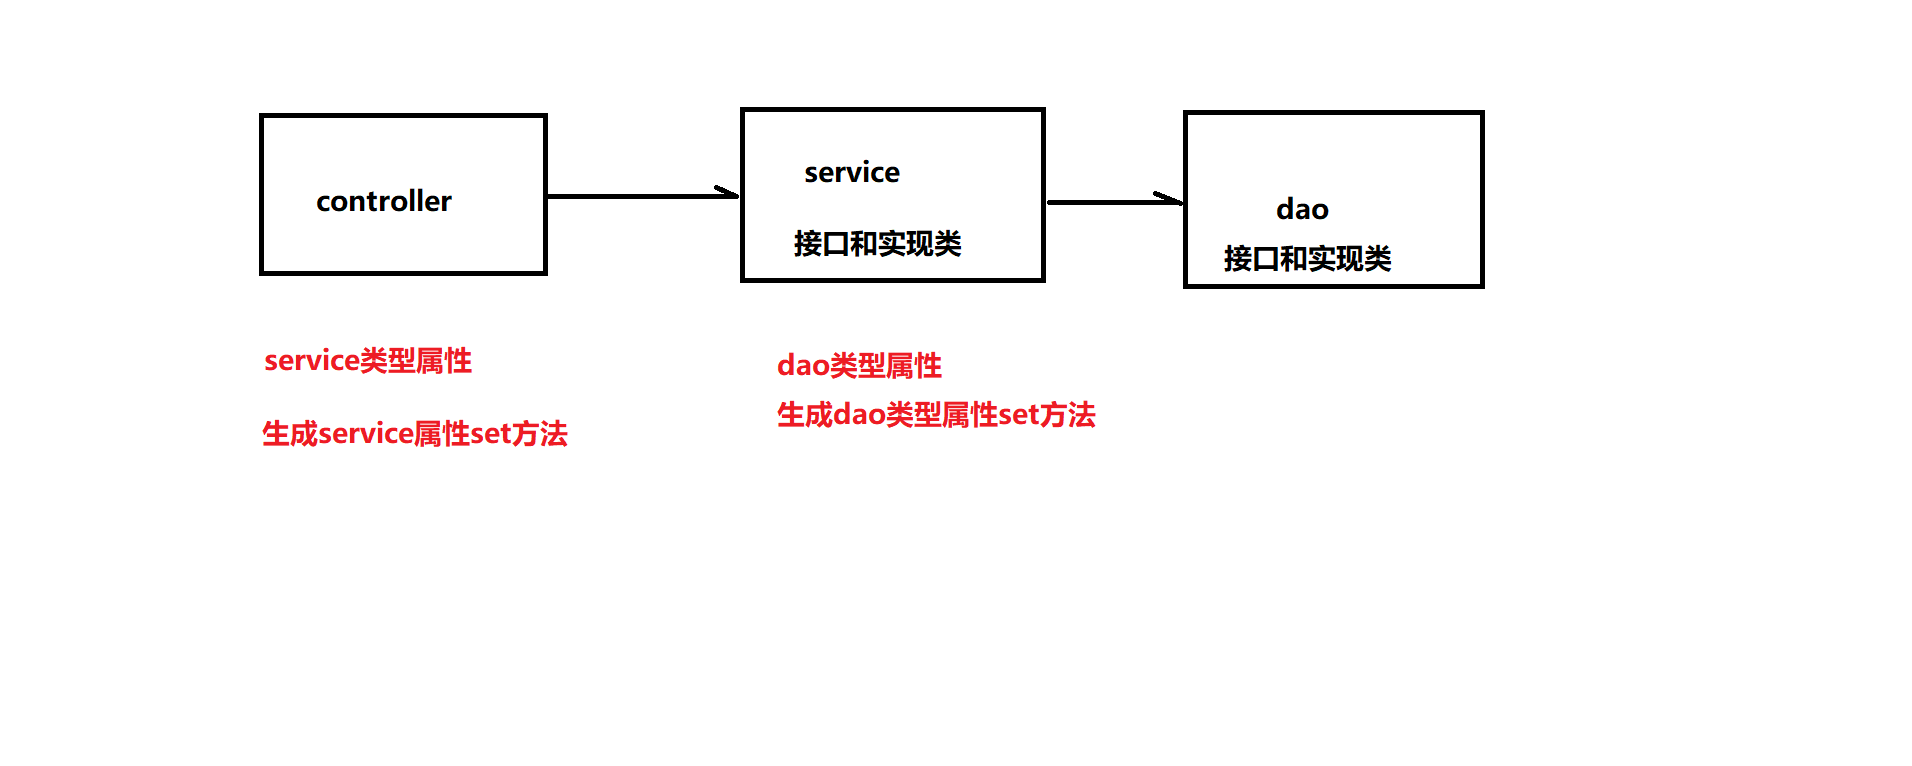 controller
service
接口和实现类
dao
接口和实现类
service类型属性
生成service属性set方法
dao类型属性
生成dao类型属性set方法